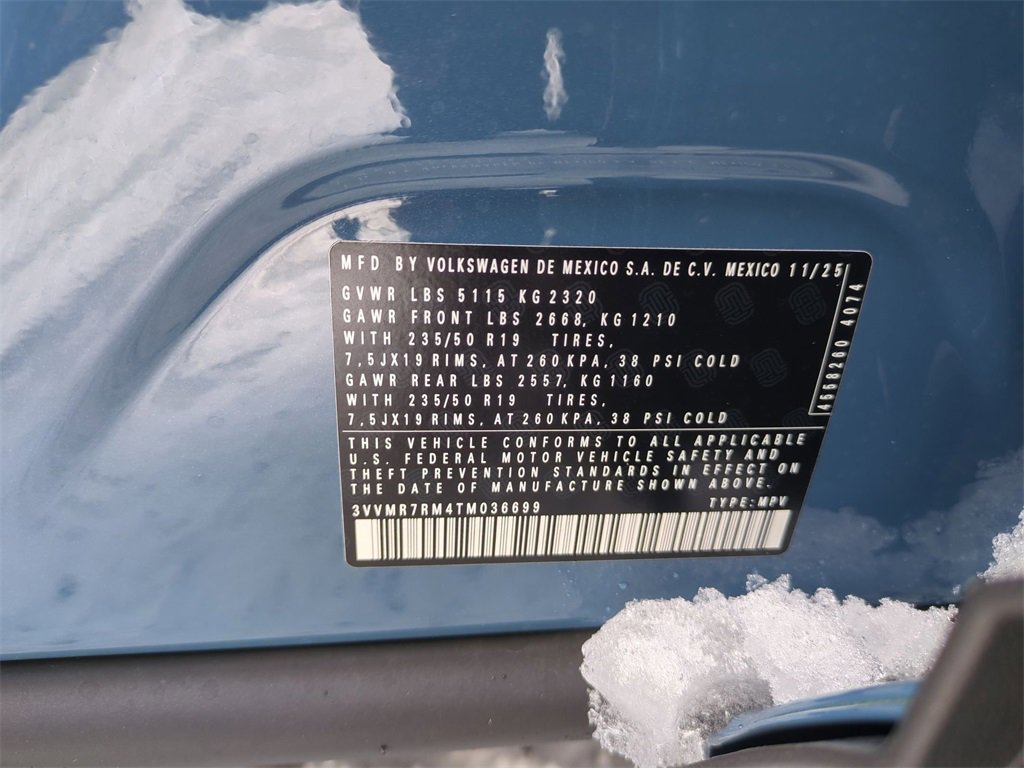 MFD BY VOLKSWAGEN DE MEXICO S.A. DE C.V. MEXICO 11/25
GVWR LBS 5115 KG 2320
GAWR FRONT LBS 2668, KG 1210
WITH 235/50 R19 TIRES,
7,5JX19 RIMS, AT 260 KPA, 38 PSI COLD
GAWR REAR LBS 2557, KG 1160
WITH 235/50 R19 TIRES,
7,5JX19 RIMS, AT 260 KPA, 38 PSI COLD
4558260 4074
THIS VEHICLE CONFORMS TO ALL APPLICABLE
U.S. FEDERAL MOTOR VEHICLE SAFETY AND
THEFT PREVENTION STANDARDS IN EFFECT ON
THE DATE OF MANUFACTURE SHOWN ABOVE.
3VVMR7RM4TM036699 TYPE: MPV